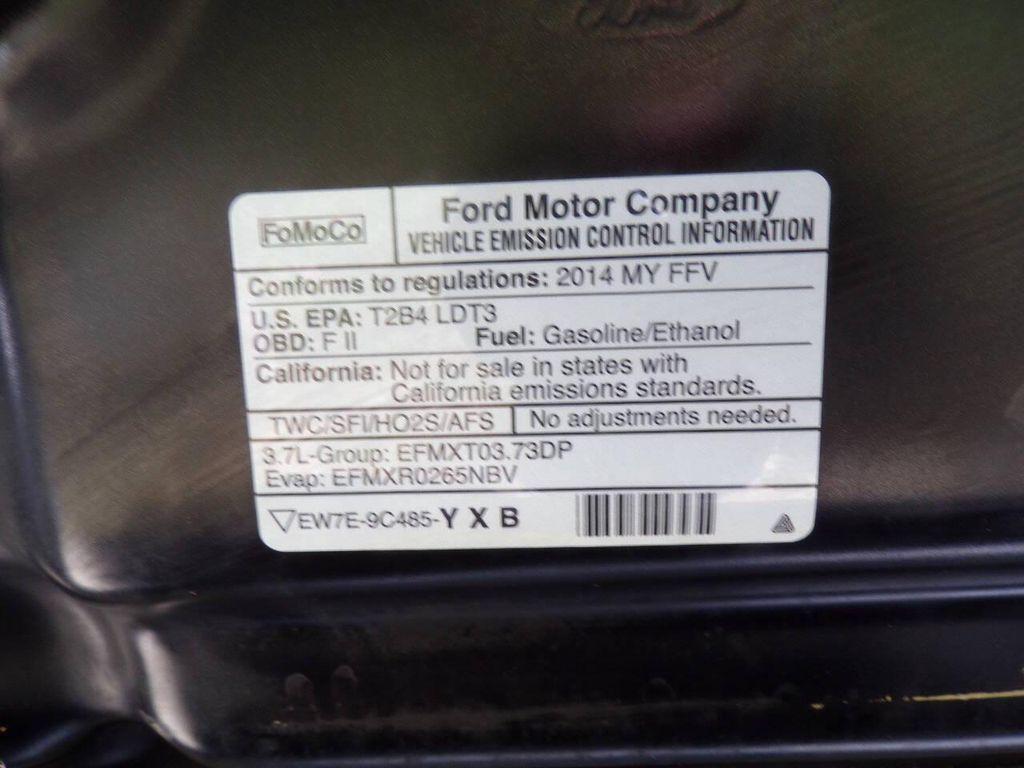 Ford
FoMoCo
Ford Motor Company
VEHICLE EMISSION CONTROL INFORMATION
Conforms to regulations: 2014 MY FFV
U.S. EPA: T2B4 LDT3
OBD: F II Fuel: Gasoline/Ethanol
California: Not for sale in states with
California emissions standards.
TWC/SFI/HO2S/AFS No adjustments needed.
3.7L-Group: EFMXT03.73DP
Evap: EFMXR0265NBV
EW7E-9C485-Y X B